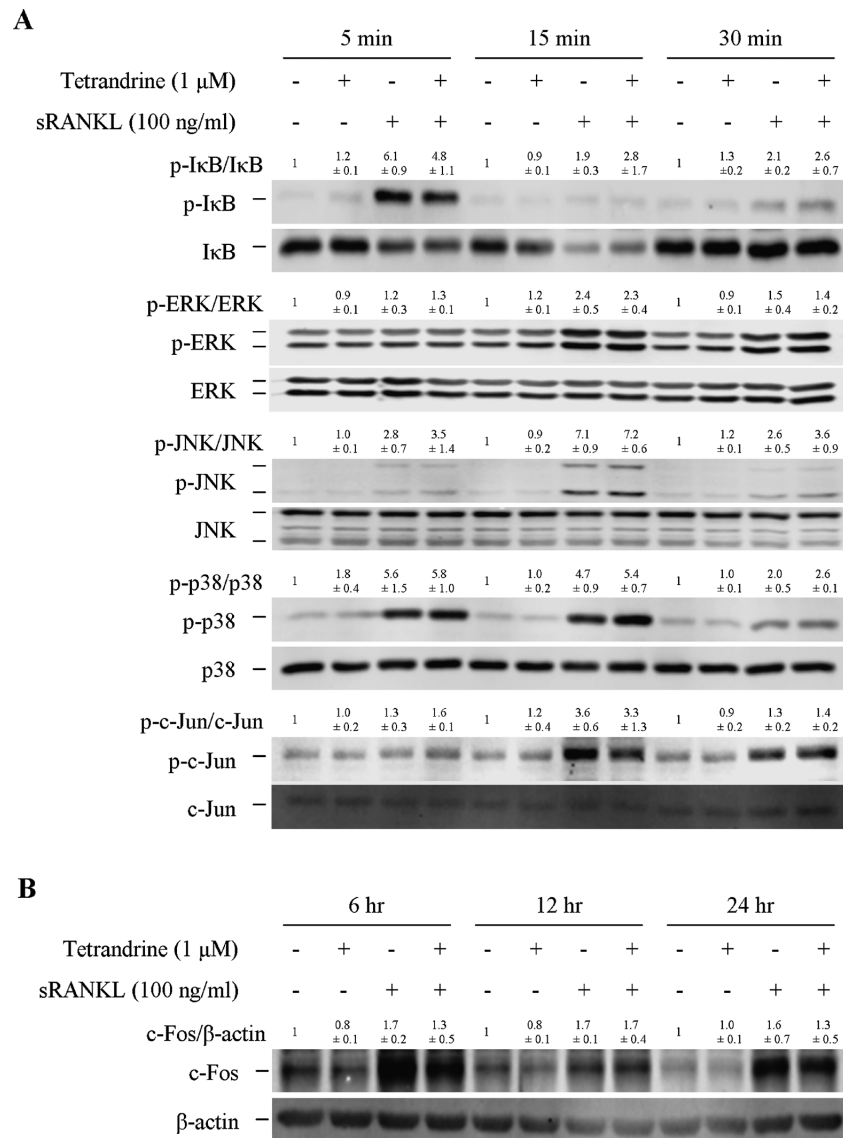 A
5 min 15 min 30 min
Tetrandrine (1 μM) - + - + - + - + - + - +
sRANKL (100 ng/ml) - - + + - - + + - - + +
p-IκB/IκB 1 1.2 6.1 4.8 1 0.9 1.9 2.8 1 1.3 2.1 2.6
± 0.1 ± 0.9 ± 1.1 ± 0.1 ± 0.3 ± 1.7 ±0.2 ± 0.2 ± 0.7
p-IκB
IκB
p-ERK/ERK 1 0.9 1.2 1.3 1 1.2 2.4 2.3 1 0.9 1.5 1.4
± 0.1 ± 0.3 ± 0.1 ± 0.1 ± 0.5 ± 0.4 ± 0.1 ± 0.4 ± 0.2
p-ERK
ERK
p-JNK/JNK 1 1.0 2.8 3.5 1 0.9 7.1 7.2 1 1.2 2.6 3.6
± 0.1 ± 0.7 ± 1.4 ± 0.2 ± 0.9 ± 0.6 ± 0.1 ± 0.5 ± 0.9
p-JNK
JNK
p-p38/p38 1 1.8 5.6 5.8 1 1.0 4.7 5.4 1 1.0 2.0 2.6
± 0.4 ± 1.5 ± 1.0 ± 0.2 ± 0.9 ± 0.7 ± 0.1 ± 0.5 ± 0.1
p-p38
p38
p-c-Jun/c-Jun 1 1.0 1.3 1.6 1 1.2 3.6 3.3 1 0.9 1.3 1.4
± 0.2 ± 0.3 ± 0.1 ± 0.4 ± 0.6 ± 1.3 ± 0.2 ± 0.2 ± 0.2
p-c-Jun
c-Jun
B
6 hr 12 hr 24 hr
Tetrandrine (1 μM) - + - + - + - + - + - +
sRANKL (100 ng/ml) - - + + - - + + - - + +
c-Fos/β-actin 1 0.8 1.7 1.3 1 0.8 1.7 1.7 1 1.0 1.6 1.3
± 0.1 ± 0.2 ± 0.5 ± 0.1 ± 0.1 ± 0.4 ± 0.1 ± 0.7 ± 0.5
c-Fos
β-actin